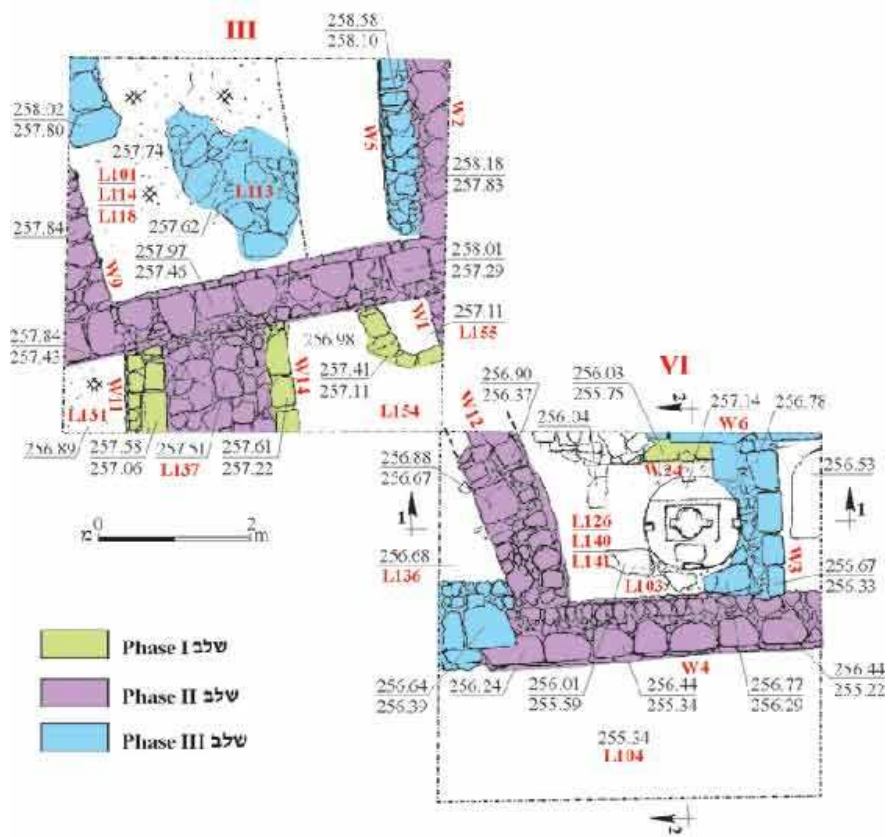 III
258.58
258.10
258.02
257.80
257.74
L101
L114
L118
L113
257.62
W5
W2
258.18
257.83
257.84
W9
257.97
257.46
258.01
257.29
257.84
257.43
W11
W14
256.98
W1
257.11
L155
257.41
257.11
L131
256.89
257.58
257.06
257.51
L137
257.61
257.22
L154
VI
256.90
256.37
W12
256.04
256.03
255.75
2
257.14
W6
256.78
W24
256.88
256.67
256.53
1
1
L126
L140
L141
256.68
L136
L103
W3
256.67
256.33
W4
256.64
256.39
256.24
256.01
255.59
256.44
255.34
256.77
256.29
256.44
255.22
255.34
L104
2
0 2
מ m
Phase I שלב
Phase II שלב
Phase III שלב